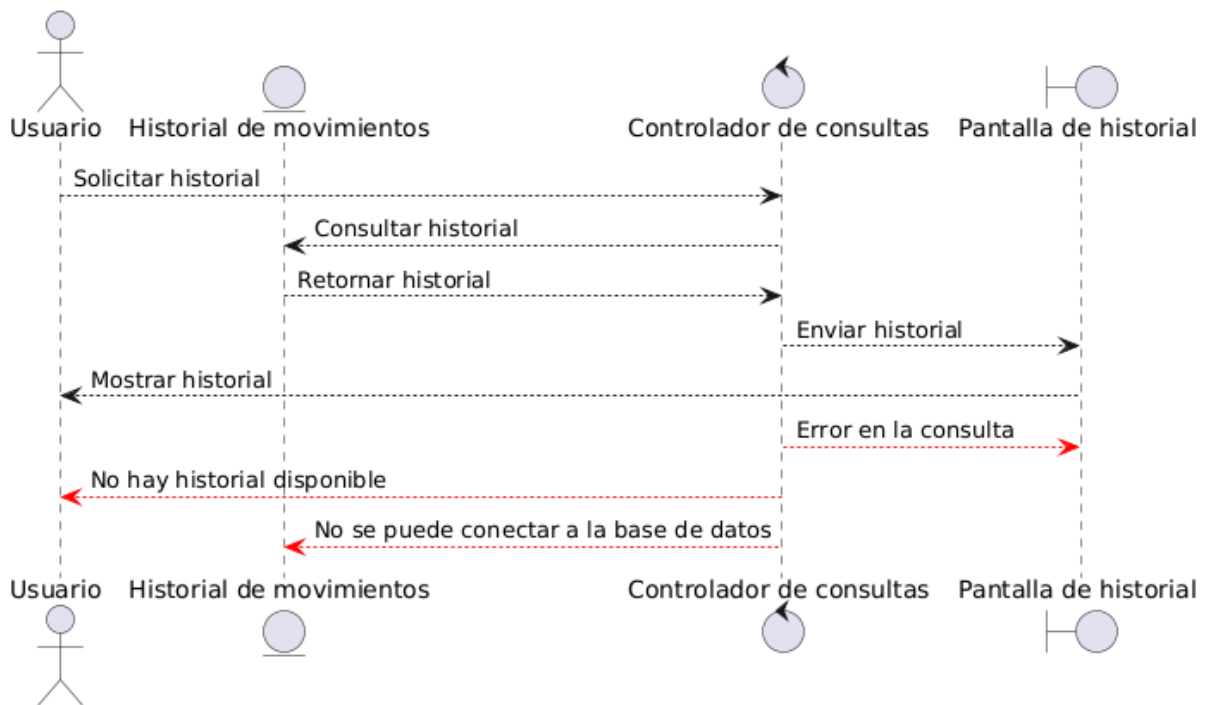 Usuario
Historial de movimientos
Controlador de consultas
Pantalla de historial
Solicitar historial
Consultar historial
Retornar historial
Enviar historial
Mostrar historial
Error en la consulta
No hay historial disponible
No se puede conectar a la base de datos
Usuario
Historial de movimientos
Controlador de consultas
Pantalla de historial